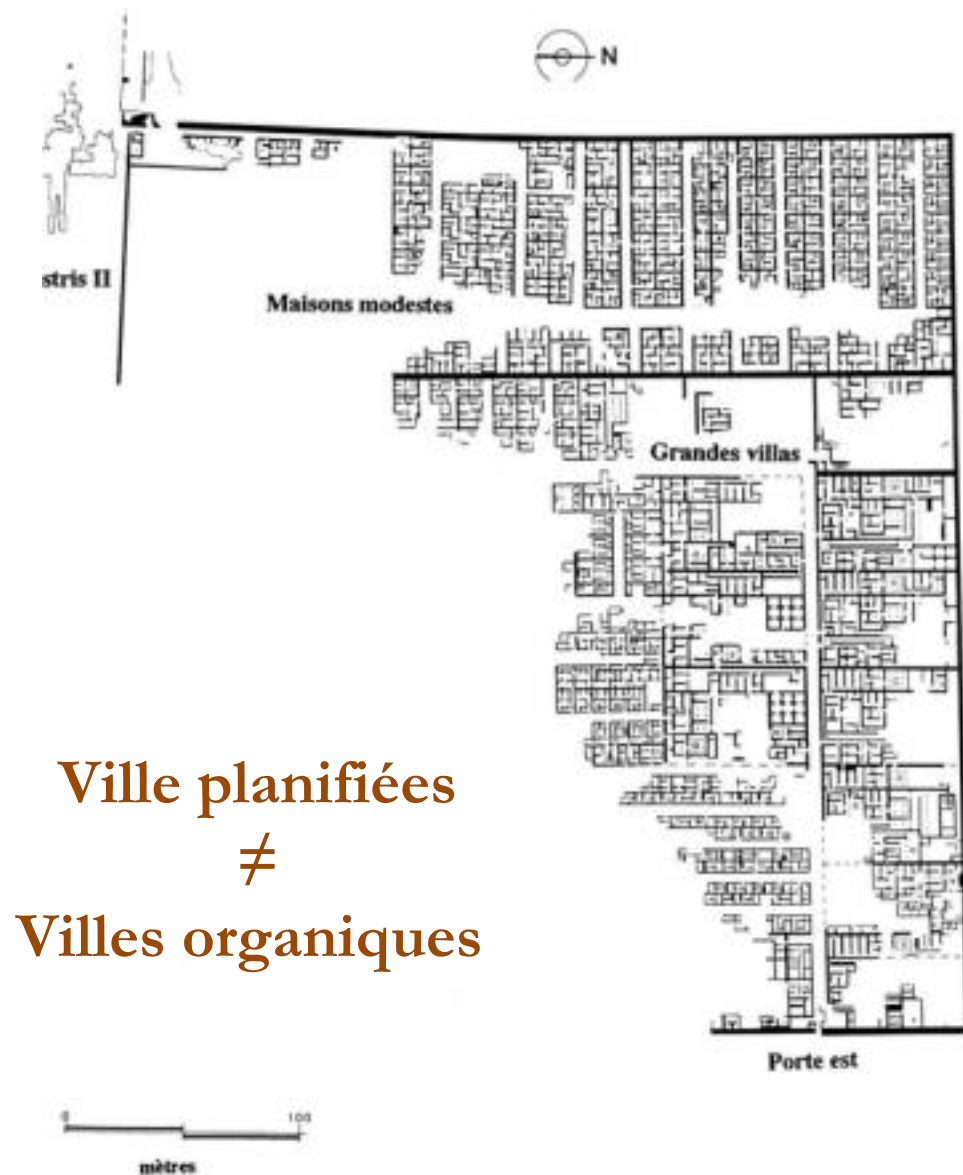 N
stris II
Maisons modestes
Grandes villas
Ville planifiées
≠
Villes organiques
Porte est
0 100
mètres